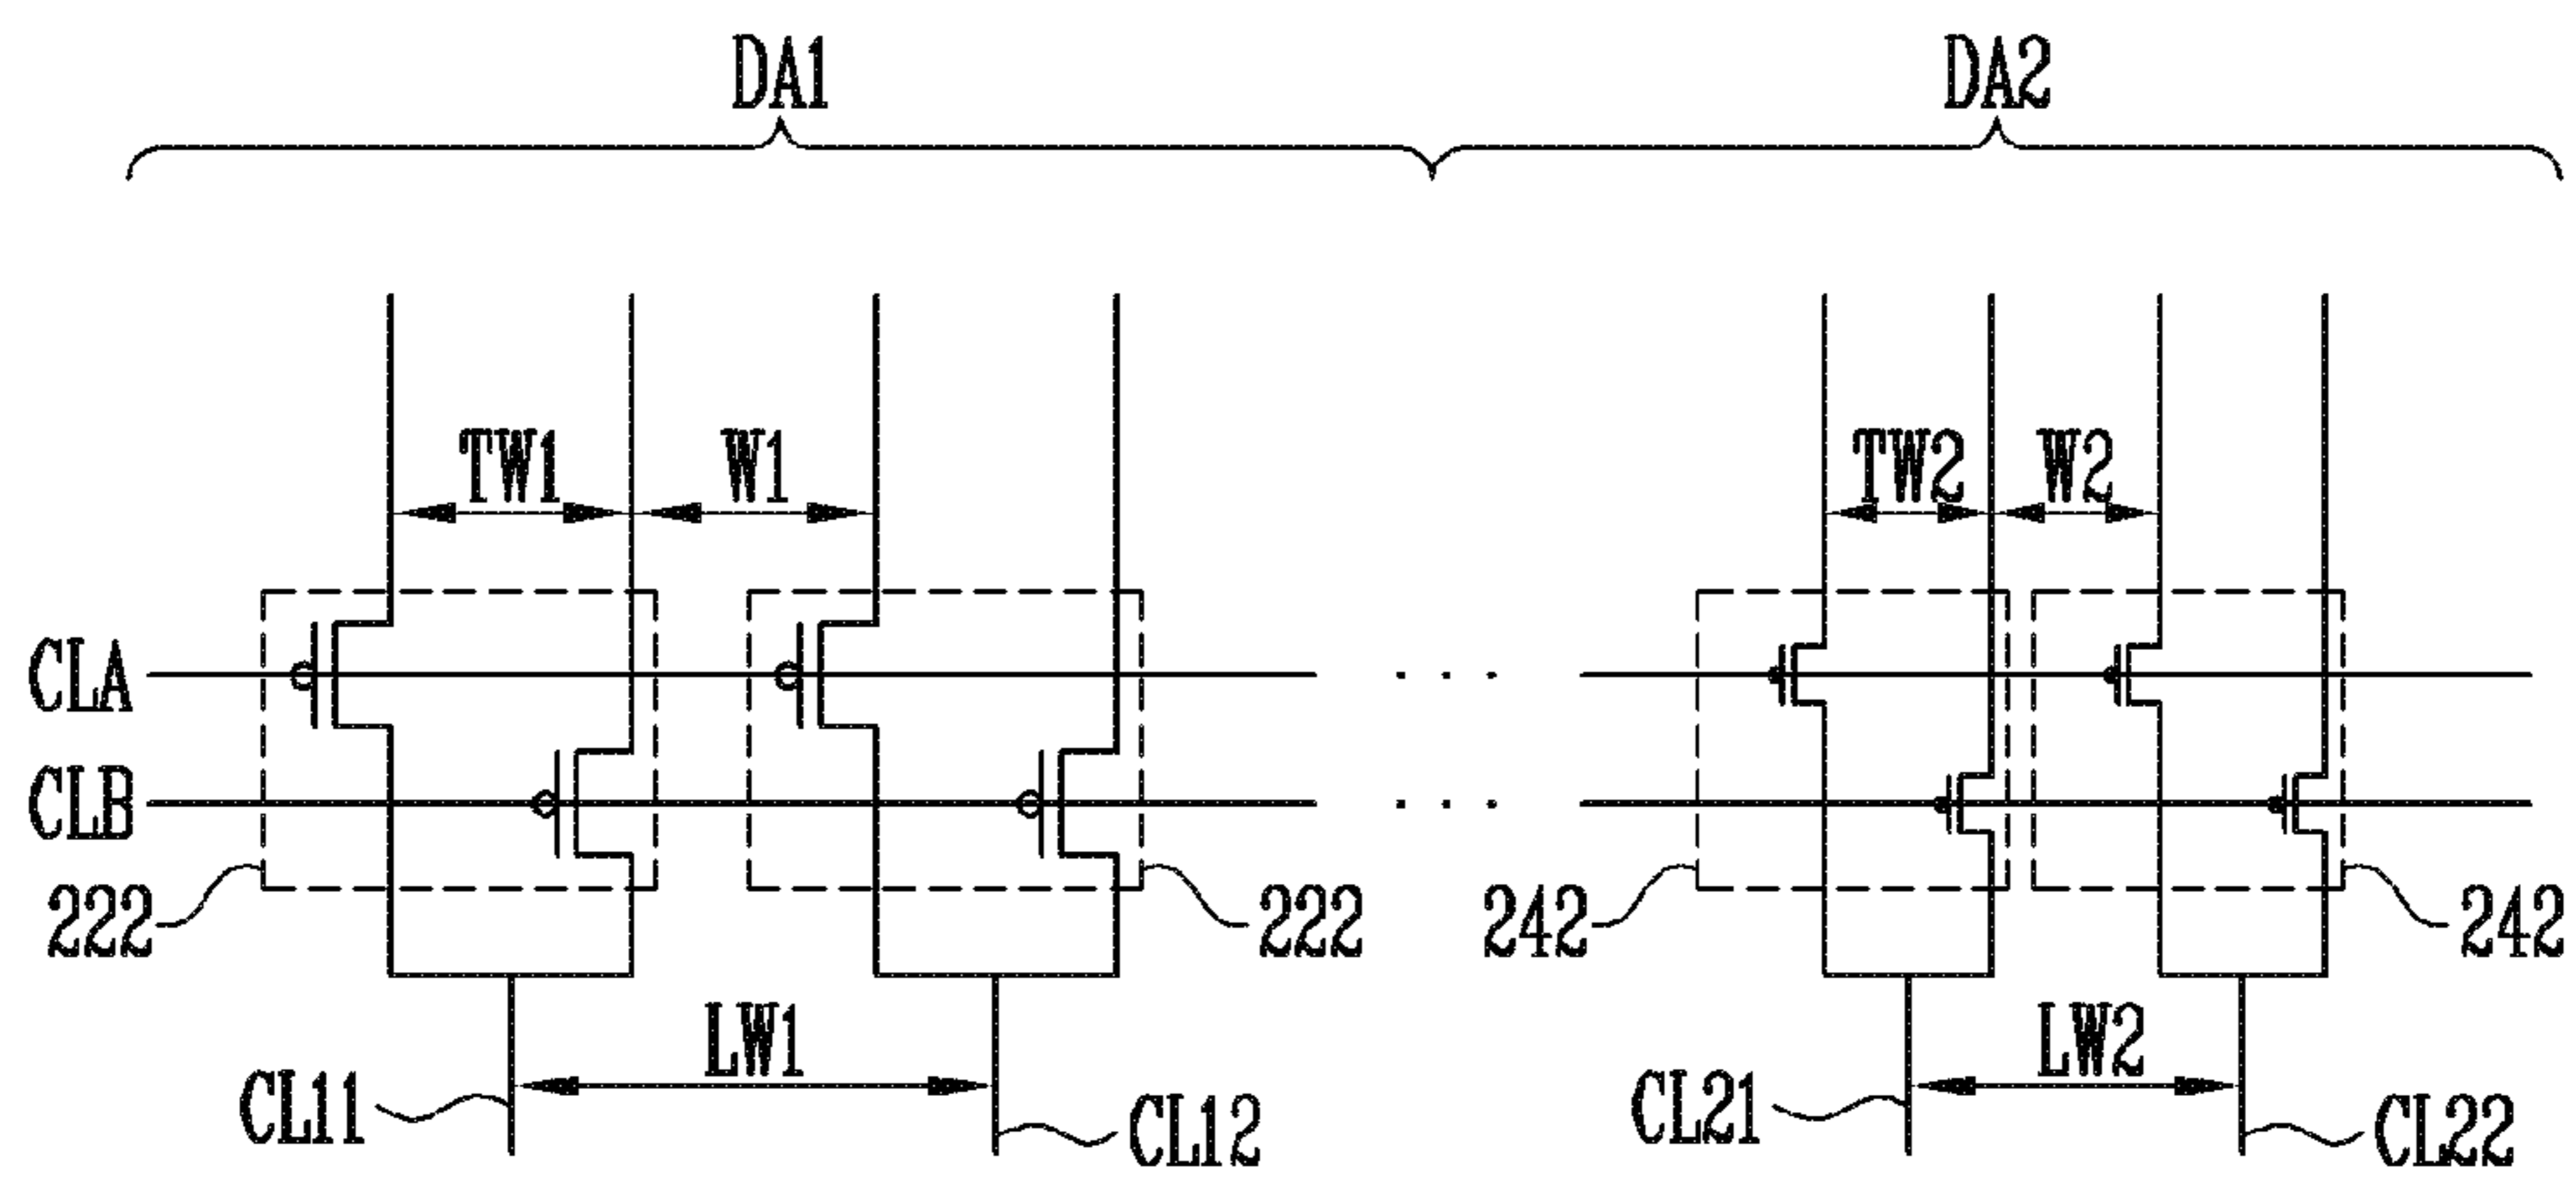 DA1 DA2
TW1 W1 TW2 W2
CLA . . .
CLB . . .
222 222 242 242
LW1 LW2
CL11 CL12 CL21 CL22